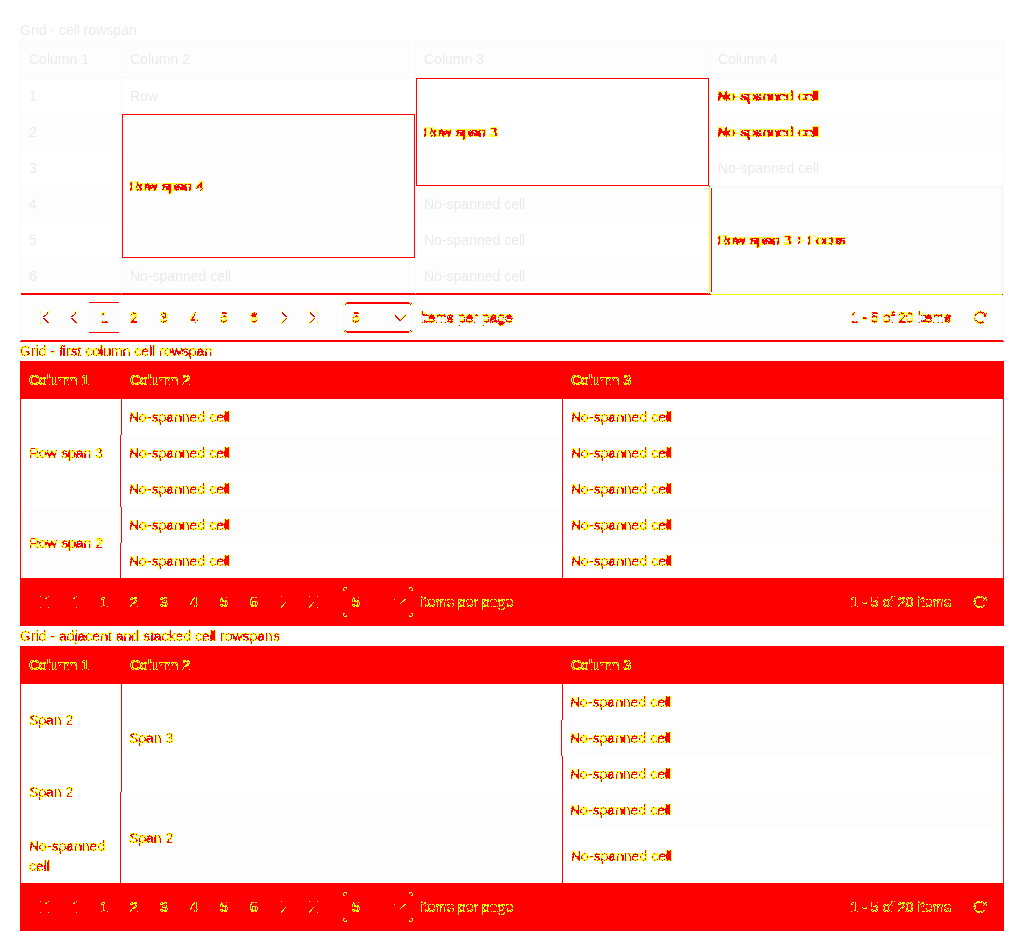 Grid - cell rowspan
Column 1 Column 2 Column 3 Column 4
1 Row No-spanned cell
2 Row span 3 No-spanned cell
3 No-spanned cell
Row span 4
4 No-spanned cell
5 No-spanned cell Row span 3 + Focus
6 No-spanned cell No-spanned cell
1 2 3 4 5 6 5 items per page 1 - 5 of 20 items
Grid - first column cell rowspan
Column 1 Column 2 Column 3
No-spanned cell No-spanned cell
Row span 3 No-spanned cell No-spanned cell
No-spanned cell No-spanned cell
No-spanned cell No-spanned cell
Row span 2
No-spanned cell No-spanned cell
1 2 3 4 5 6 5 items per page 1 - 5 of 20 items
Grid - adjacent and stacked cell rowspans
Column 1 Column 2 Column 3
No-spanned cell
Span 2
Span 3 No-spanned cell
No-spanned cell
Span 2
No-spanned cell
Span 2
No-spanned cell No-spanned cell
1 2 3 4 5 6 5 items per page 1 - 5 of 20 items